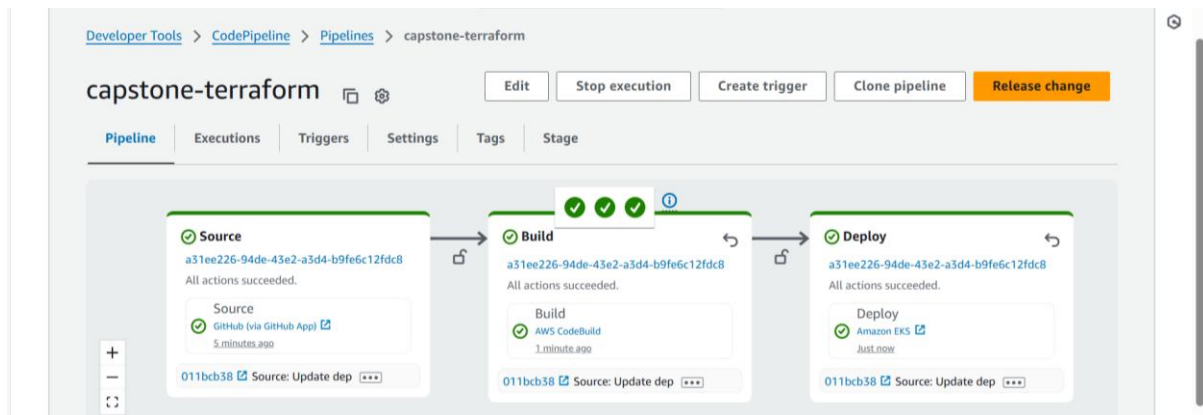 Developer Tools > CodePipeline > Pipelines > capstone-terraform
capstone-terraform
Edit
Stop execution
Create trigger
Clone pipeline
Release change
Pipeline
Executions
Triggers
Settings
Tags
Stage
Source
a31ee226-94de-43e2-a3d4-b9fe6c12fdc8
All actions succeeded.
Source
GitHub (via GitHub App)
5 minutes ago
011bcb38 Source: Update dep
Build
a31ee226-94de-43e2-a3d4-b9fe6c12fdc8
All actions succeeded.
Build
AWS CodeBuild
1 minute ago
011bcb38 Source: Update dep
Deploy
a31ee226-94de-43e2-a3d4-b9fe6c12fdc8
All actions succeeded.
Deploy
Amazon EKS
Just now
011bcb38 Source: Update dep